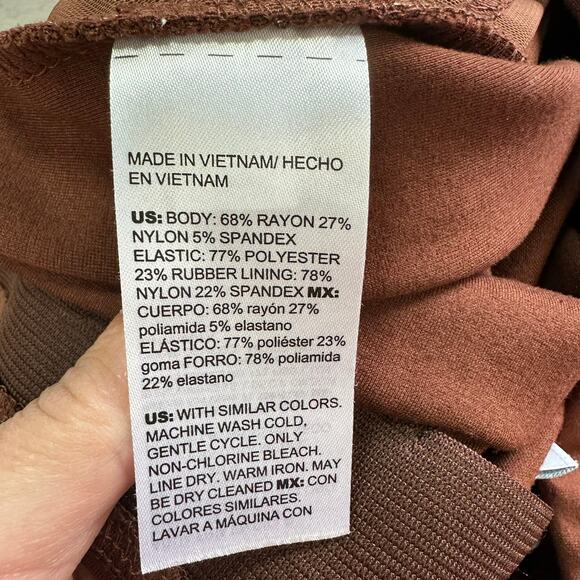 MADE IN VIETNAM/ HECHO
EN VIETNAM
US: BODY: 68% RAYON 27%
NYLON 5% SPANDEX
ELASTIC: 77% POLYESTER
23% RUBBER LINING: 78%
NYLON 22% SPANDEX MX:
CUERPO: 68% rayón 27%
poliamida 5% elastano
ELÁSTICO: 77% poliéster 23%
goma FORRO: 78% poliamida
22% elastano
US: WITH SIMILAR COLORS.
MACHINE WASH COLD,
GENTLE CYCLE. ONLY
NON-CHLORINE BLEACH.
LINE DRY. WARM IRON. MAY
BE DRY CLEANED MX: CON
COLORES SIMILARES.
LAVAR A MÁQUINA CON